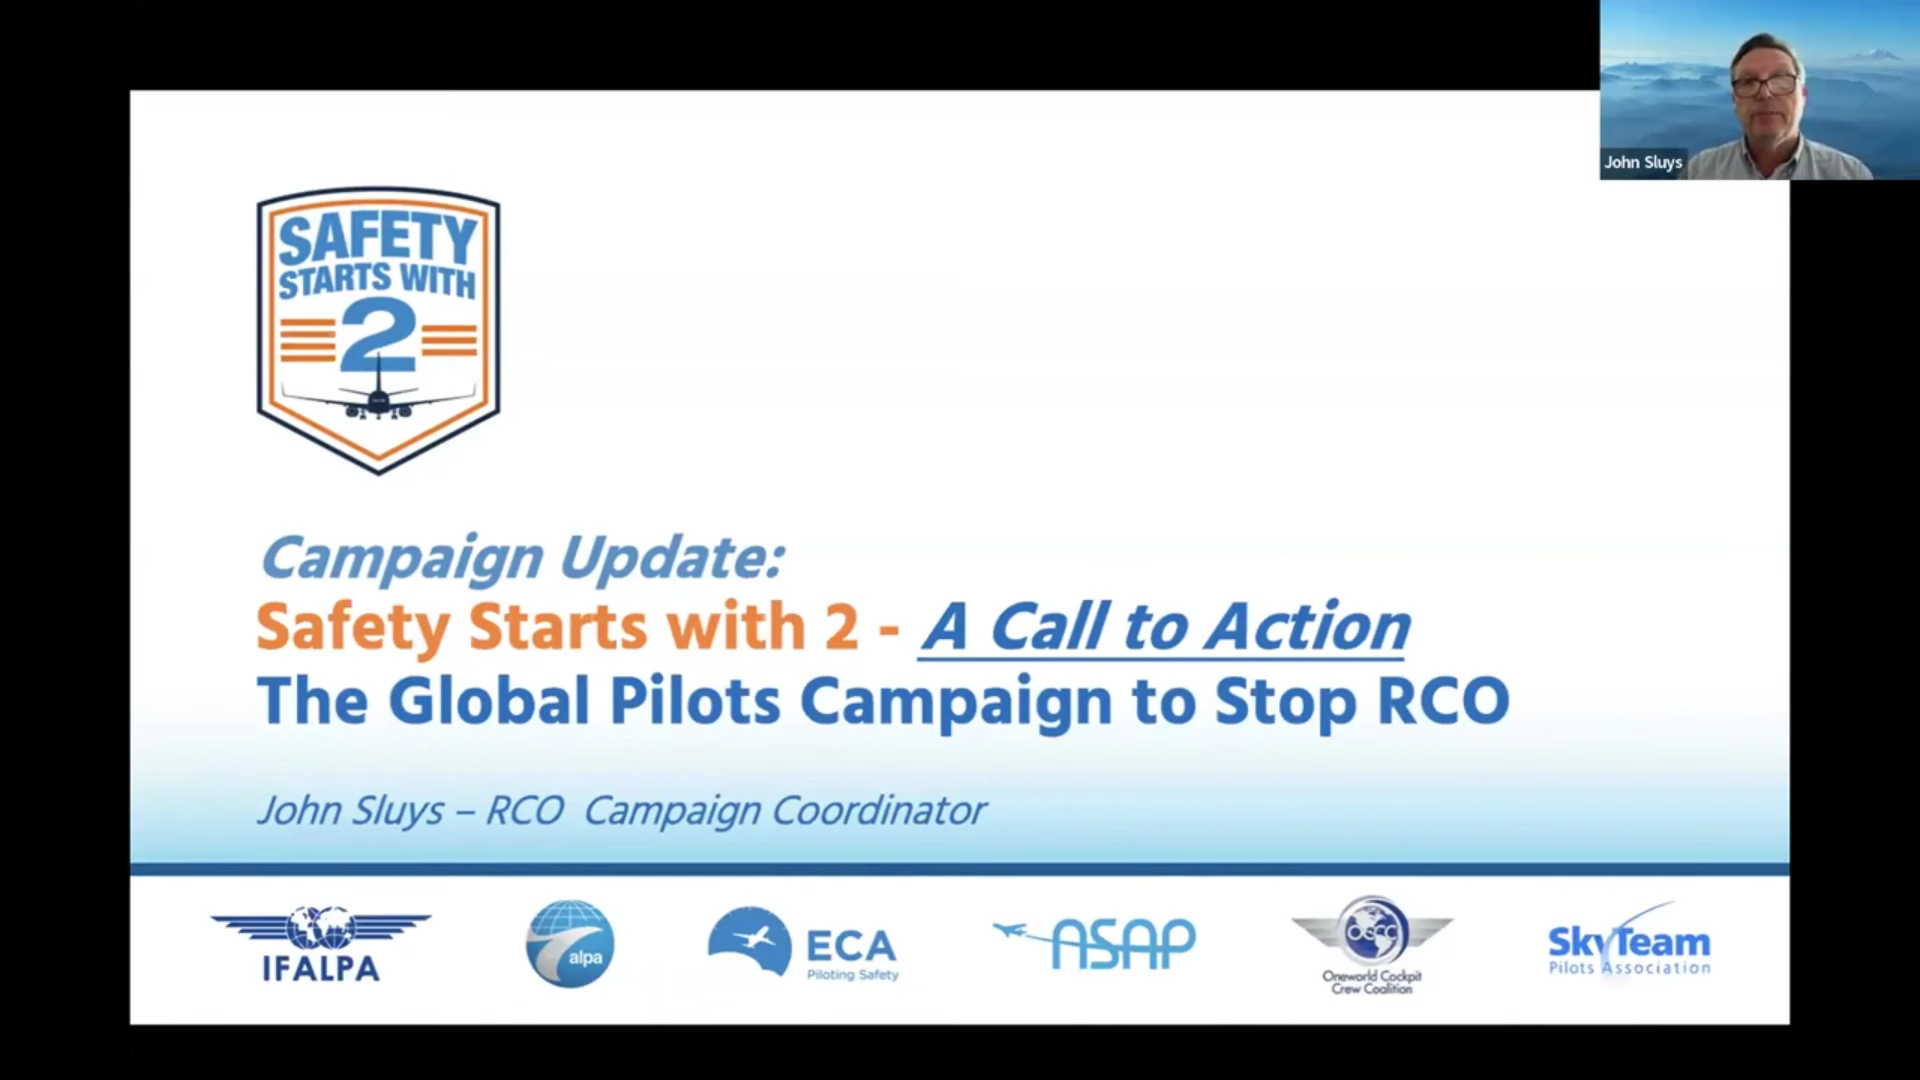 John Sluys
SAFETY
STARTS WITH
2
Campaign Update:
Safety Starts with 2 - A Call to Action
The Global Pilots Campaign to Stop RCO
John Sluys – RCO Campaign Coordinator
IFALPA
alpa
ECA
Piloting Safety
ASAP
OCCC
Oneworld Cockpit
Crew Coalition
SkyTeam
Pilots Association